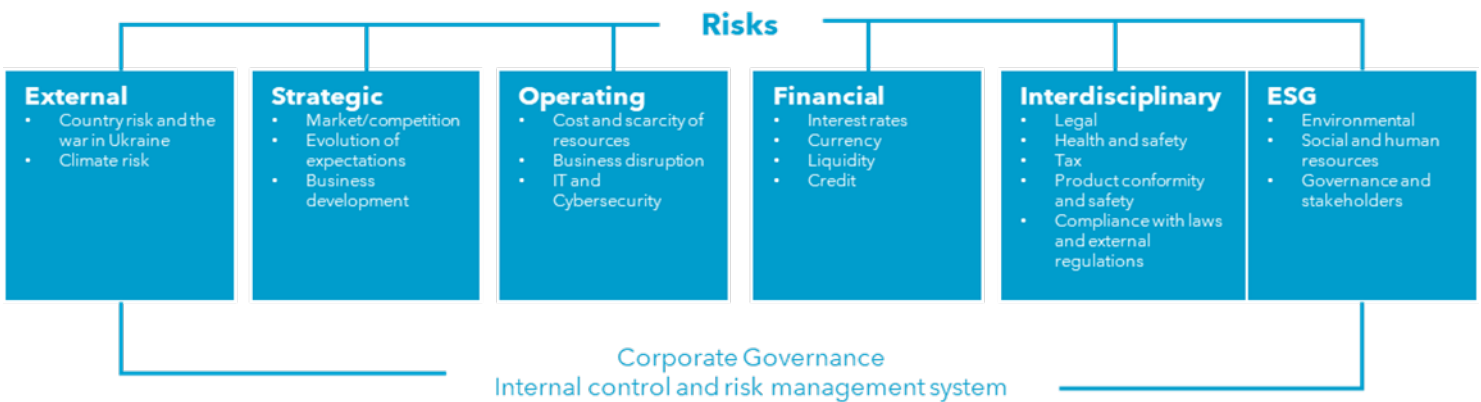 Risks
External
• Country risk and the
war in Ukraine
• Climate risk
Strategic
• Market/competition
• Evolution of
expectations
• Business
development
Operating
• Cost and scarcity of
resources
• Business disruption
• IT and
Cybersecurity
Financial
• Interest rates
• Currency
• Liquidity
• Credit
Interdisciplinary
• Legal
• Health and safety
• Tax
• Product conformity
and safety
• Compliance with laws
and external
regulations
ESG
• Environmental
• Social and human
resources
• Governance and
stakeholders
Corporate Governance
Internal control and risk management system